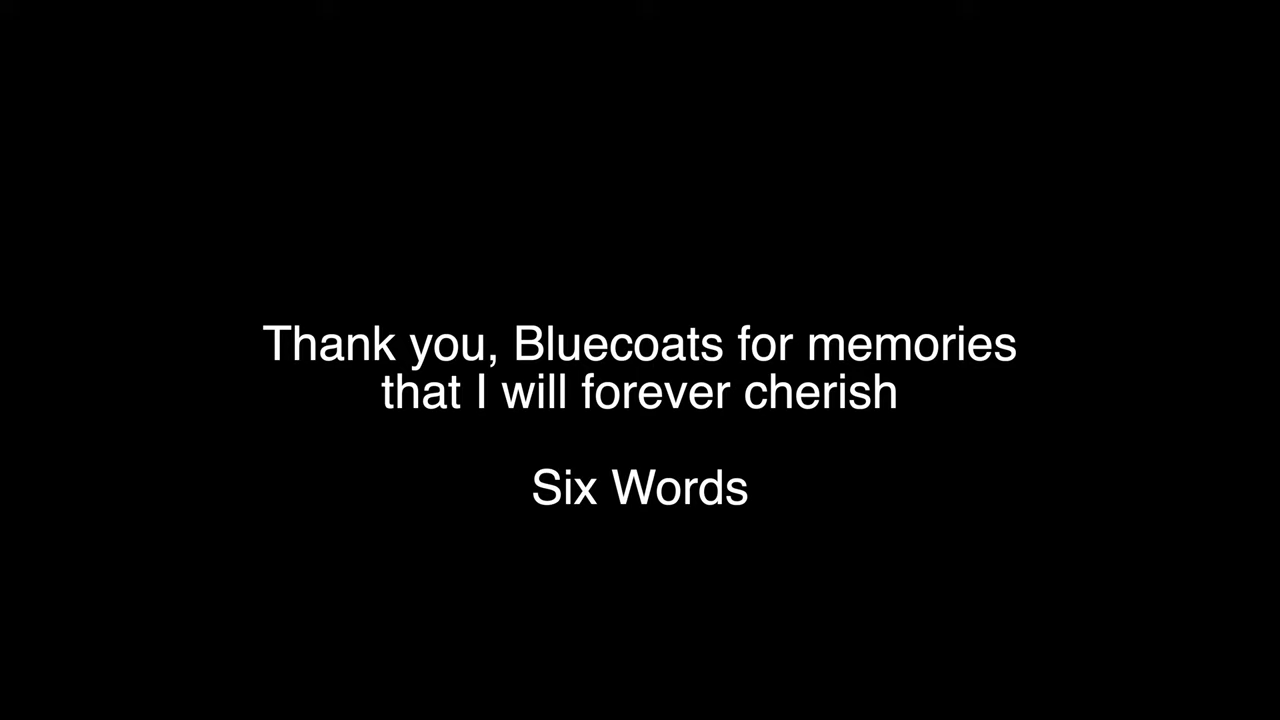 Thank you, Bluecoats for memories
that I will forever cherish
Six Words